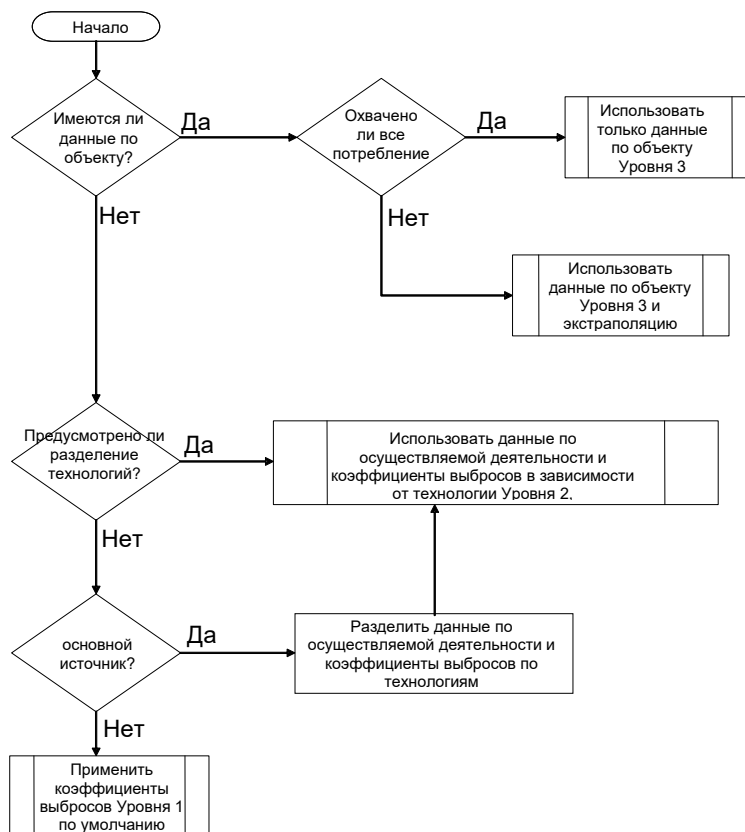 Начало
Имеются ли
данные по
объекту?
Да
Охвачено
ли все
потребление
Да
Использовать
только данные
по объекту
Уровня 3
Нет
Нет
Использовать
данные по объекту
Уровня 3 и
экстраполяцию
Предусмотрено ли
разделение
технологий?
Да
Использовать данные по
осуществляемой деятельности и
коэффициенты выбросов в зависимости
от технологии Уровня 2,
Нет
основной
источник?
Да
Разделить данные по
осуществляемой деятельности и
коэффициенты выбросов по
технологиям
Нет
Применить
коэффициенты
выбросов Уровня 1
по умолчанию